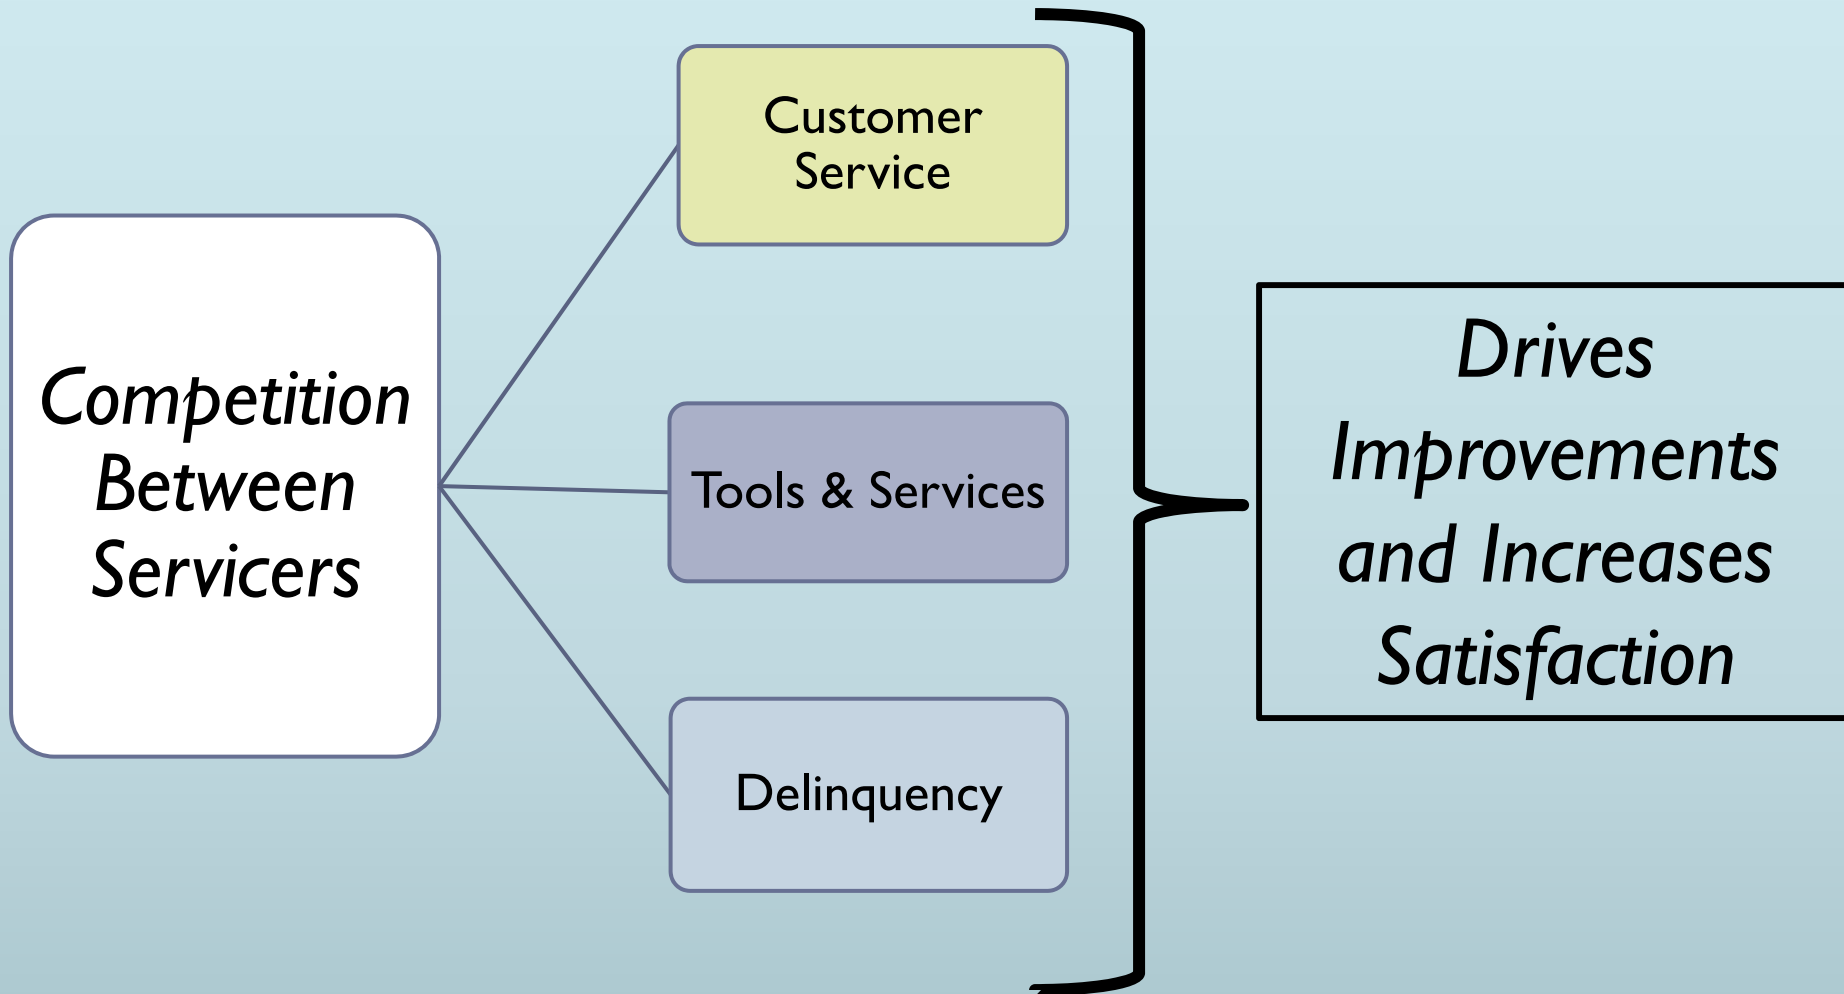 Competition
Between
Servicers
Customer
Service
Tools & Services
Delinquency
Drives
Improvements
and Increases
Satisfaction